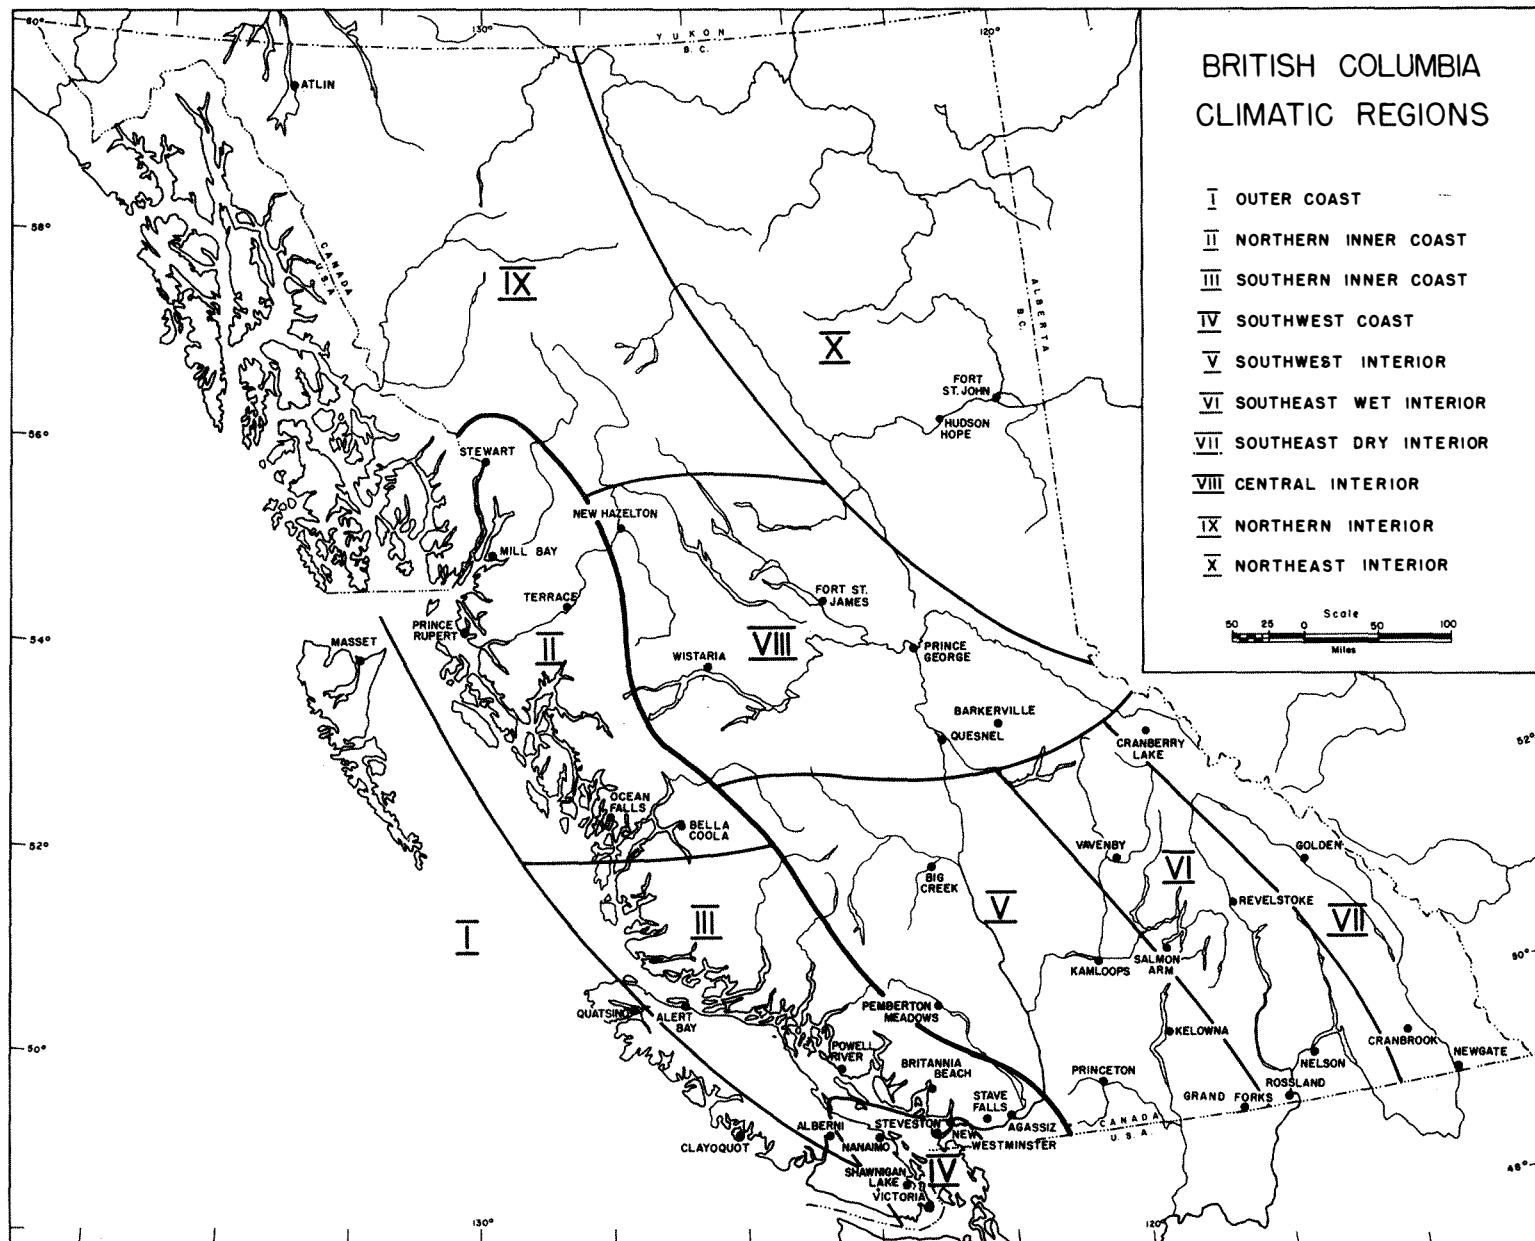 BRITISH COLUMBIA
CLIMATIC REGIONS
I OUTER COAST
II NORTHERN INNER COAST
III SOUTHERN INNER COAST
IV SOUTHWEST COAST
V SOUTHWEST INTERIOR
VI SOUTHEAST WET INTERIOR
VII SOUTHEAST DRY INTERIOR
VIII CENTRAL INTERIOR
IX NORTHERN INTERIOR
X NORTHEAST INTERIOR
Scale
50 25 0 50 100
Miles
60°
130°
YUKON
B.C.
120°
ATLIN
58°
CANADA
U.S.A.
IX
ALBERTA
B.C.
X
FORT
ST. JOHN
HUDSON
HOPE
56°
STEWART
NEW HAZELTON
MILL BAY
TERRACE
FORT ST.
JAMES
PRINCE
RUPERT
54°
MASSET
II
VIII
WISTARIA
PRINCE
GEORGE
BARKERVILLE
QUESNEL
CRANBERRY
LAKE
52°
OCEAN
FALLS
BELLA
COOLA
52°
VAVENBY
GOLDEN
BIG
CREEK
VI
V
REVELSTOKE
VII
III
I
KAMLOOPS
SALMON
ARM
50°
QUATSINO
ALERT
BAY
PEMBERTON
MEADOWS
KELOWNA
CRANBROOK
50°
POWELL
RIVER
BRITANNIA
BEACH
NELSON
NEWGATE
PRINCETON
ROSSLAND
GRAND FORKS
STAVE
FALLS
AGASSIZ
CANADA
U.S.A.
ALBERNI
STEVESTON
NEW
WESTMINSTER
CLAYOQUOT
NANAIMO
IV
SHAWNIGAN
LAKE
VICTORIA
48°
130°
120°